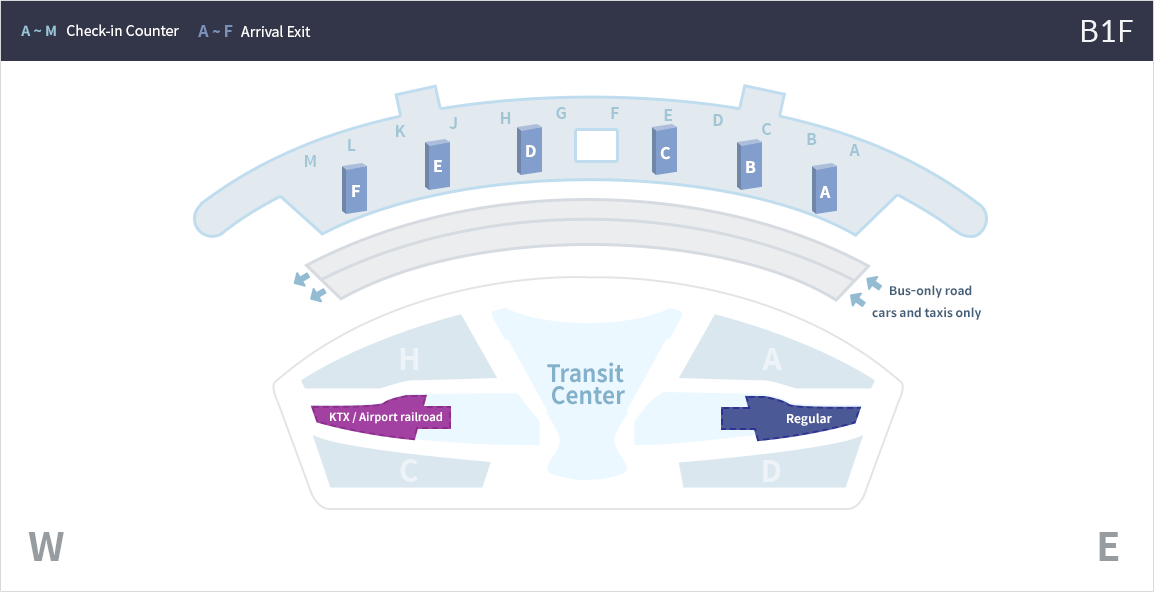 A ~ M Check-in Counter A ~ F Arrival Exit B1F
M L K J H G F E D C B A
F E D C B A
Bus-only road
cars and taxis only
H A
Transit
Center
KTX / Airport railroad Regular
C D
W E